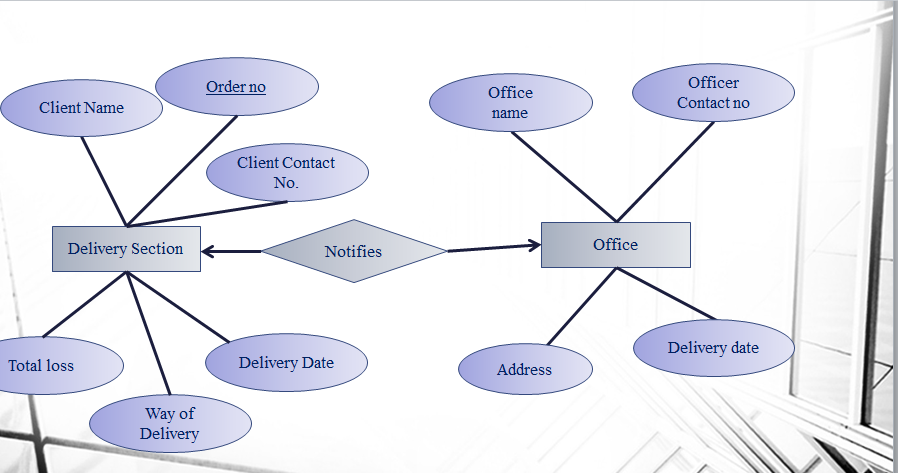 Client Name
Order no
Client Contact
No.
Office
name
Officer
Contact no
Delivery Section
Notifies
Office
Total loss
Way of
Delivery
Delivery Date
Address
Delivery date